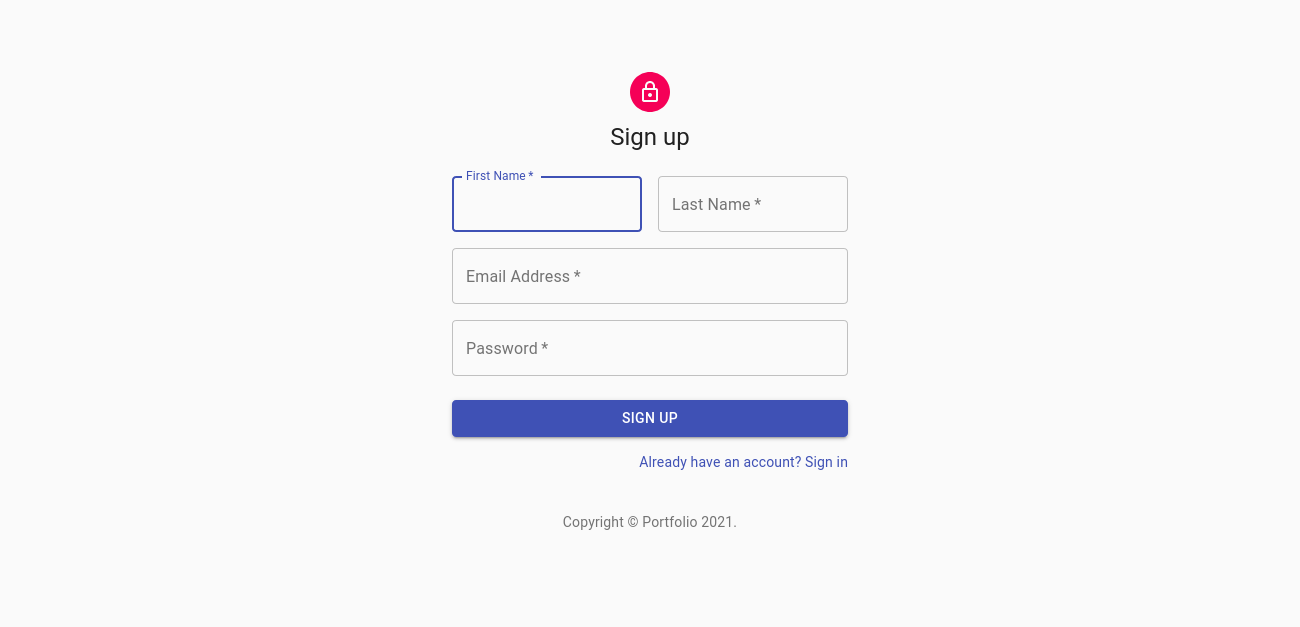 Sign up
First Name *
Last Name *
Email Address *
Password *
SIGN UP
Already have an account? Sign in
Copyright © Portfolio 2021.